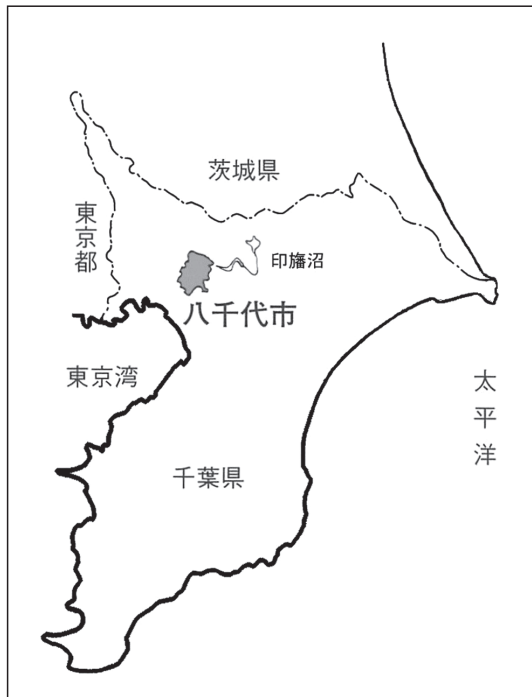 茨城県
東京都
印旛沼
八千代市
東京湾
太平洋
千葉県